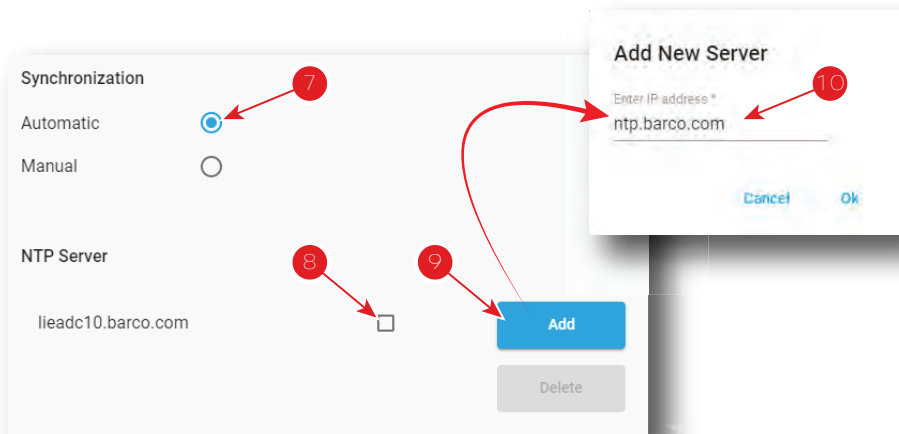 Synchronization
7
Automatic
Manual
NTP Server
8
9
lieadc10.barco.com
Add
Delete
Add New Server
10
Enter IP address *
ntp.barco.com
Cancel
Ok